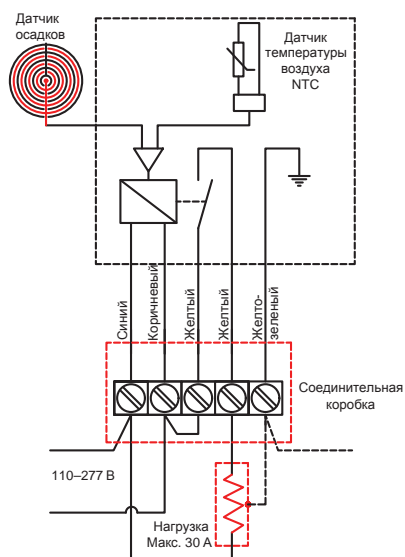 Датчик
осадков
Датчик
температуры
воздуха
NTC
Синий
Коричневый
Желтый
Желтый
Желто-
зеленый
Соединительная
коробка
110–277 В
Нагрузка
Макс. 30 А